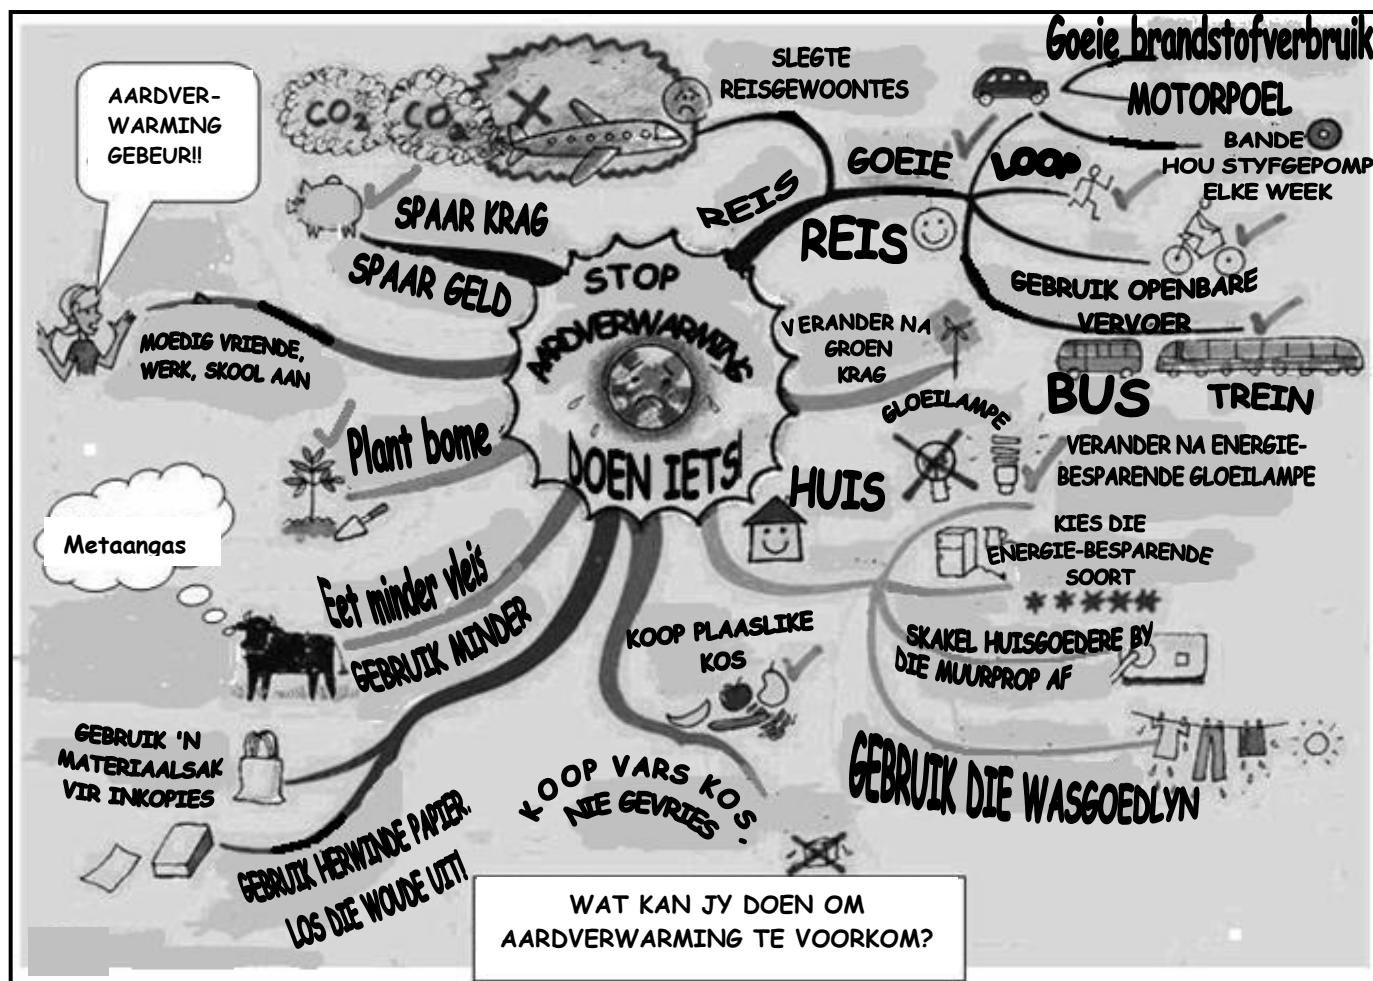 AARDVER-
WARMING
GEBEUR!!
CO2
CO2
SLEGTE
REISGEWOONTES
Goeie brandstofverbruik
MOTORPOEL
BANDE
HOU STYFGEPOMP
ELKE WEEK
REIS
GOEIE
REIS
LOOP
GEBRUIK OPENBARE
VERVOER
BUS
TREIN
SPAAR KRAG
SPAAR GELD
STOP
AARDVERWARMING
DOEN IETS!
MOEDIG VRIENDE,
WERK, SKOOL AAN
Plant bome
Metaangas
Eet minder vleis
GEBRUIK MINDER
GEBRUIK 'N
MATERIAALSAK
VIR INKOPIES
GEBRUIK HERWINDE PAPIER.
LOS DIE WOUDE UIT!
VERANDER NA
GROEN
KRAG
HUIS
GLOEILAMPE
VERANDER NA ENERGIE-
BESPARENDE GLOEILAMPE
KIES DIE
ENERGIE-BESPARENDE
SOORT
SKAKEL HUISGOEDERE BY
DIE MUURPROP AF
GEBRUIK DIE WASGOEDLYN
KOOP PLAASLIKE
KOS
KOOP VARS KOS -
NIE GEVRIES -
WAT KAN JY DOEN OM
AARDVERWARMING TE VOORKOM?